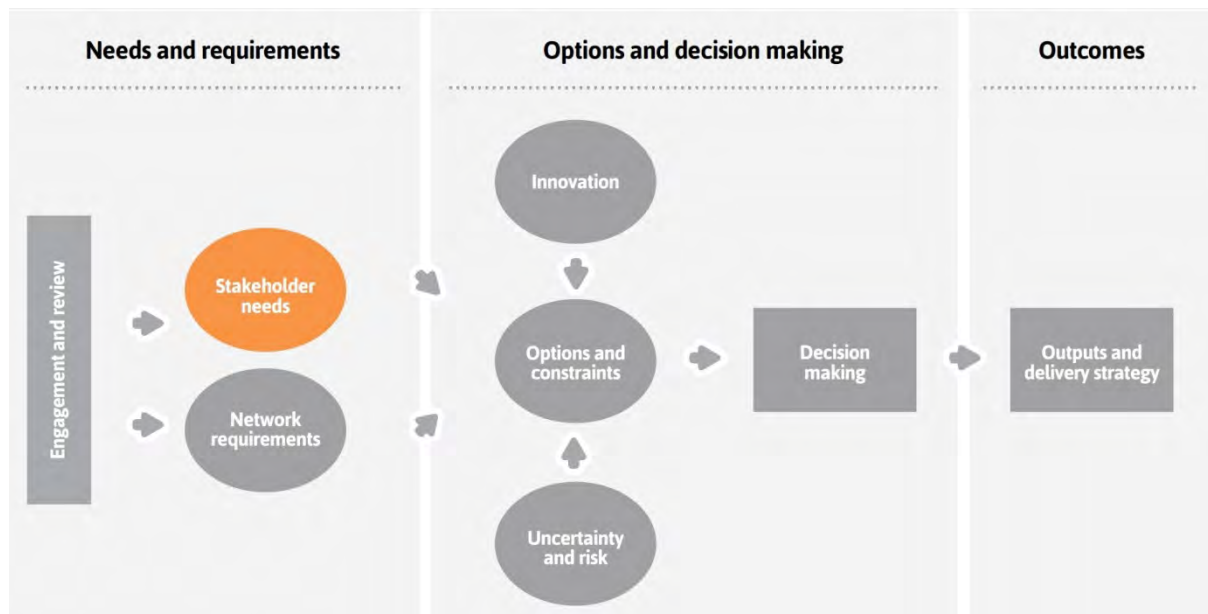 Needs and requirements
Options and decision making
Outcomes
Engagement and review
Stakeholder
needs
Network
requirements
Innovation
Options and
constraints
Uncertainty
and risk
Decision
making
Outputs and
delivery strategy